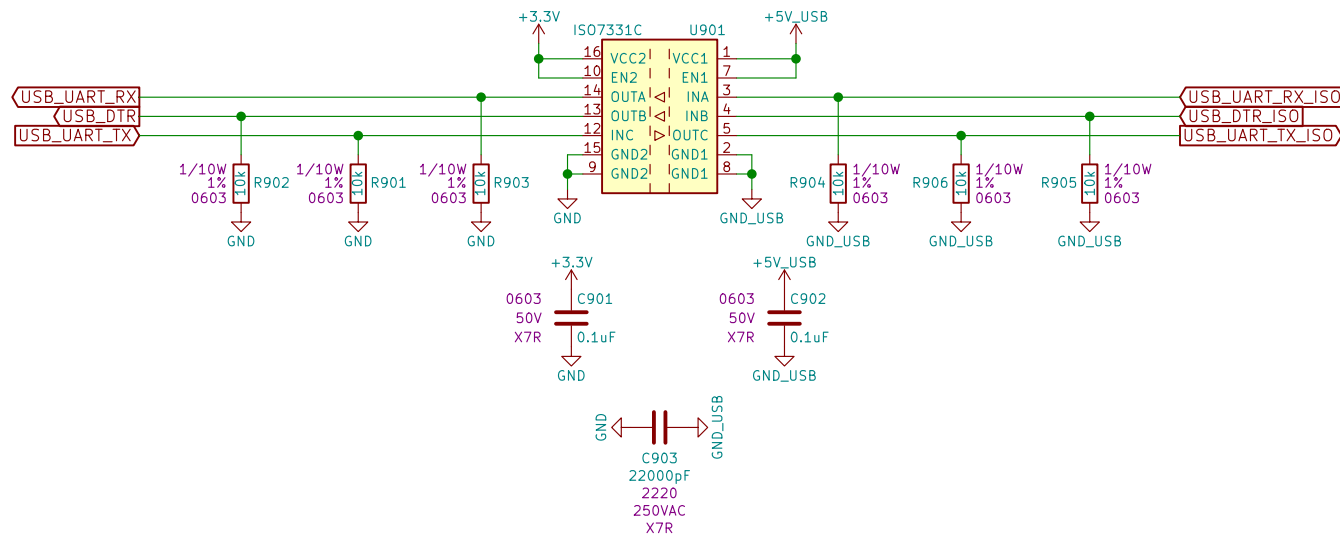 +3.3V
+5V_USB
ISO7331C
U901
16 VCC2 VCC1 1
10 EN2 EN1 7
USB_UART_RX 14 OUTA INA 3 USB_UART_RX_ISO
USB_DTR 13 OUTB INB 4 USB_DTR_ISO
USB_UART_TX 12 INC OUTC 5 USB_UART_TX_ISO
15 GND2 GND1 2
9 GND2 GND1 8
1/10W
1%
0603
10k
R902
GND
1/10W
1%
0603
10k
R901
GND
1/10W
1%
0603
10k
R903
GND
GND
GND_USB
R904
10k
1/10W
1%
0603
GND_USB
R906
10k
1/10W
1%
0603
GND_USB
R905
10k
1/10W
1%
0603
GND_USB
+3.3V
0603
50V
X7R
C901
0.1uF
GND
+5V_USB
0603
50V
X7R
C902
0.1uF
GND_USB
GND
GND_USB
C903
22000pF
2220
250VAC
X7R